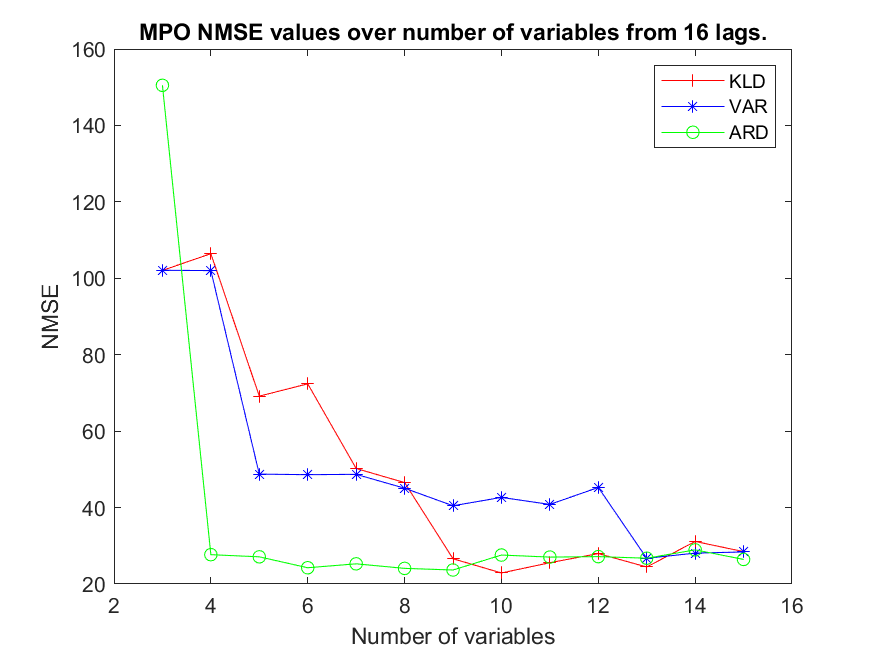 MPO NMSE values over number of variables from 16 lags.
160
140
120
100
80
60
40
20
NMSE
KLD
VAR
ARD
2
4
6
8
10
12
14
16
Number of variables